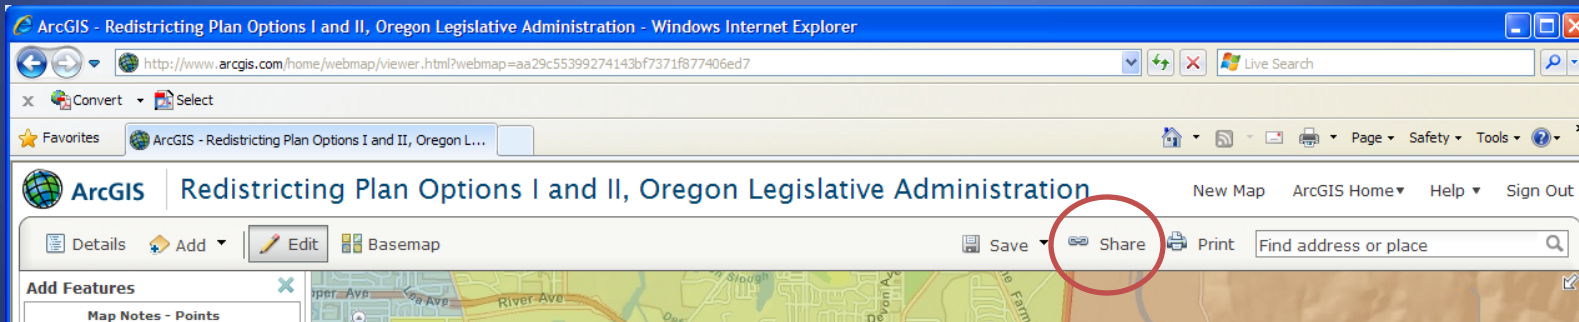 ArcGIS - Redistricting Plan Options I and II, Oregon Legislative Administration - Windows Internet Explorer
http://www.arcgis.com/home/webmap/viewer.html?webmap=aa29c55399274143bf7371f877406ed7
Live Search
x Convert Select
Favorites ArcGIS - Redistricting Plan Options I and II, Oregon L... Page Safety Tools
ArcGIS Redistricting Plan Options I and II, Oregon Legislative Administration New Map ArcGIS Home Help Sign Out
Details Add Edit Basemap Save Share Print Find address or place
Add Features
Map Notes - Points
River Ave
Slough